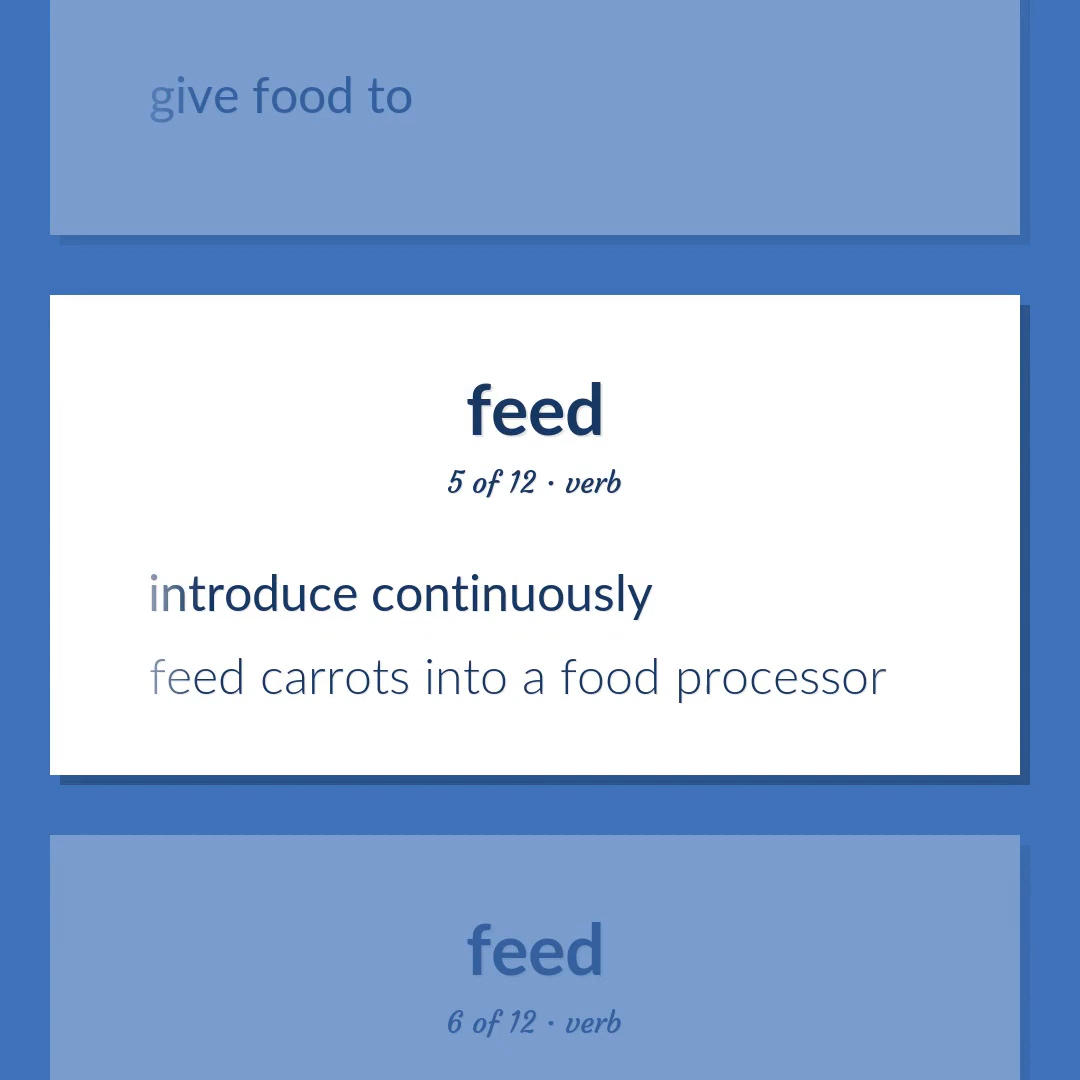 give food to
feed
5 of 12 · verb
introduce continuously
feed carrots into a food processor
feed
6 of 12 · verb